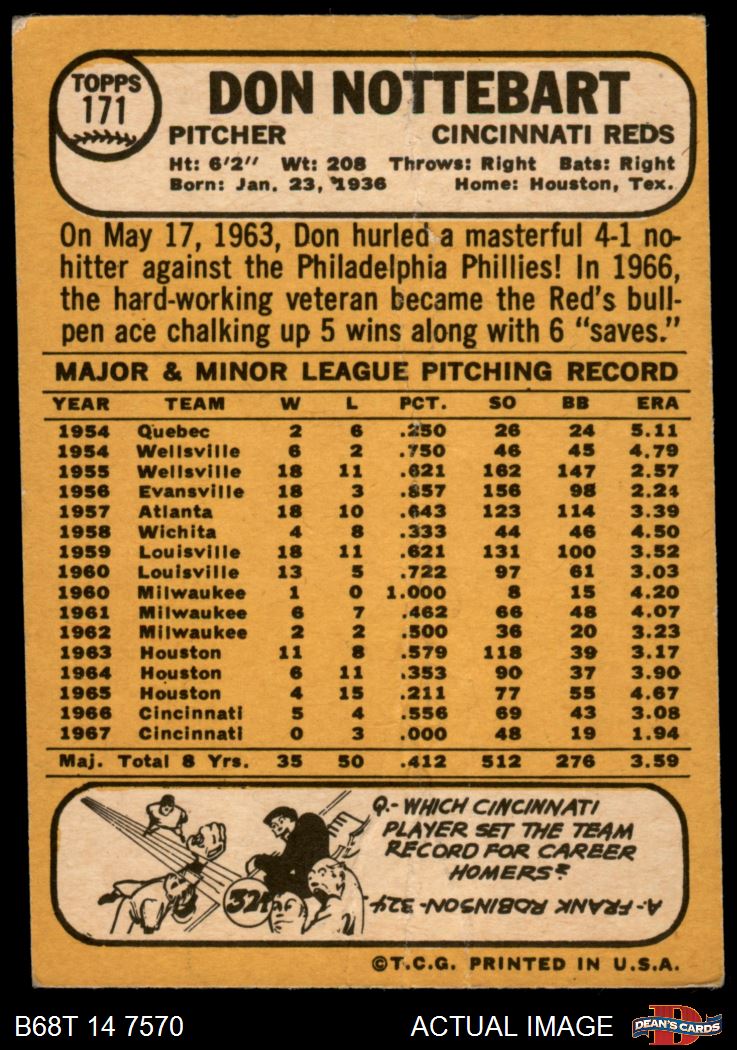 TOPPS
171
DON NOTTEBART
PITCHER CINCINNATI REDS
Ht: 6'2" Wt: 208 Throws: Right Bats: Right
Born: Jan. 23, 1936 Home: Houston, Tex.
On May 17, 1963, Don hurled a masterful 4-1 no-
hitter against the Philadelphia Phillies! In 1966,
the hard-working veteran became the Red's bull-
pen ace chalking up 5 wins along with 6 "saves."
MAJOR & MINOR LEAGUE PITCHING RECORD
YEAR TEAM W L PCT. SO BB ERA
1954 Quebec 2 6 .250 26 24 5.11
1954 Wellsville 6 2 .750 46 45 4.79
1955 Wellsville 18 11 .621 162 147 2.57
1956 Evansville 18 3 .857 156 98 2.24
1957 Atlanta 18 10 .643 123 114 3.39
1958 Wichita 4 8 .333 44 46 4.50
1959 Louisville 18 11 .621 131 100 3.52
1960 Louisville 13 5 .722 97 61 3.03
1960 Milwaukee 1 0 1.000 8 15 4.20
1961 Milwaukee 6 7 .462 66 48 4.07
1962 Milwaukee 2 2 .500 36 20 3.23
1963 Houston 11 8 .579 118 39 3.17
1964 Houston 6 11 .353 90 37 3.90
1965 Houston 4 15 .211 77 55 4.67
1966 Cincinnati 5 4 .556 69 43 3.08
1967 Cincinnati 0 3 .000 48 19 1.94
Maj. Total 8 Yrs. 35 50 .412 512 276 3.59
Q.- WHICH CINCINNATI
PLAYER SET THE TEAM
RECORD FOR CAREER
HOMERS?
324
A-FRANK ROBINSON-324
©T.C.G. PRINTED IN U.S.A.
B68T 14 7570 ACTUAL IMAGE DEAN'S CARDS